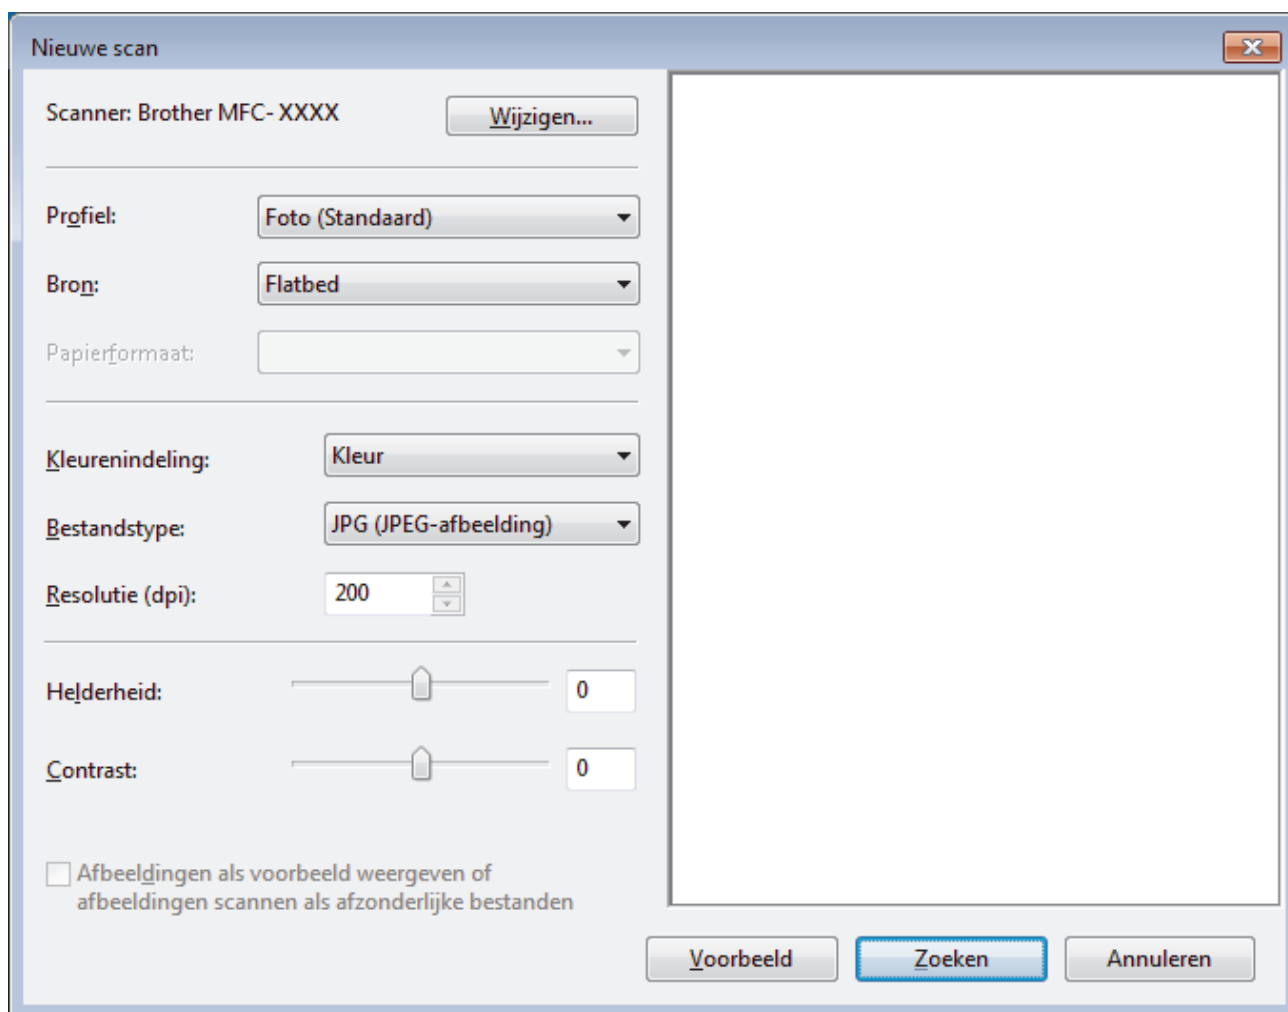 Nieuwe scan
Scanner: Brother MFC- XXXX
Wijzigen...
Profiel:
Foto (Standaard)
Bron:
Flatbed
Papierformaat:
Kleurenindeling:
Kleur
Bestandstype:
JPG (JPEG-afbeelding)
Resolutie (dpi):
200
Helderheid:
0
Contrast:
0
Afbeeldingen als voorbeeld weergeven of
afbeeldingen scannen als afzonderlijke bestanden
Voorbeeld
Zoeken
Annuleren